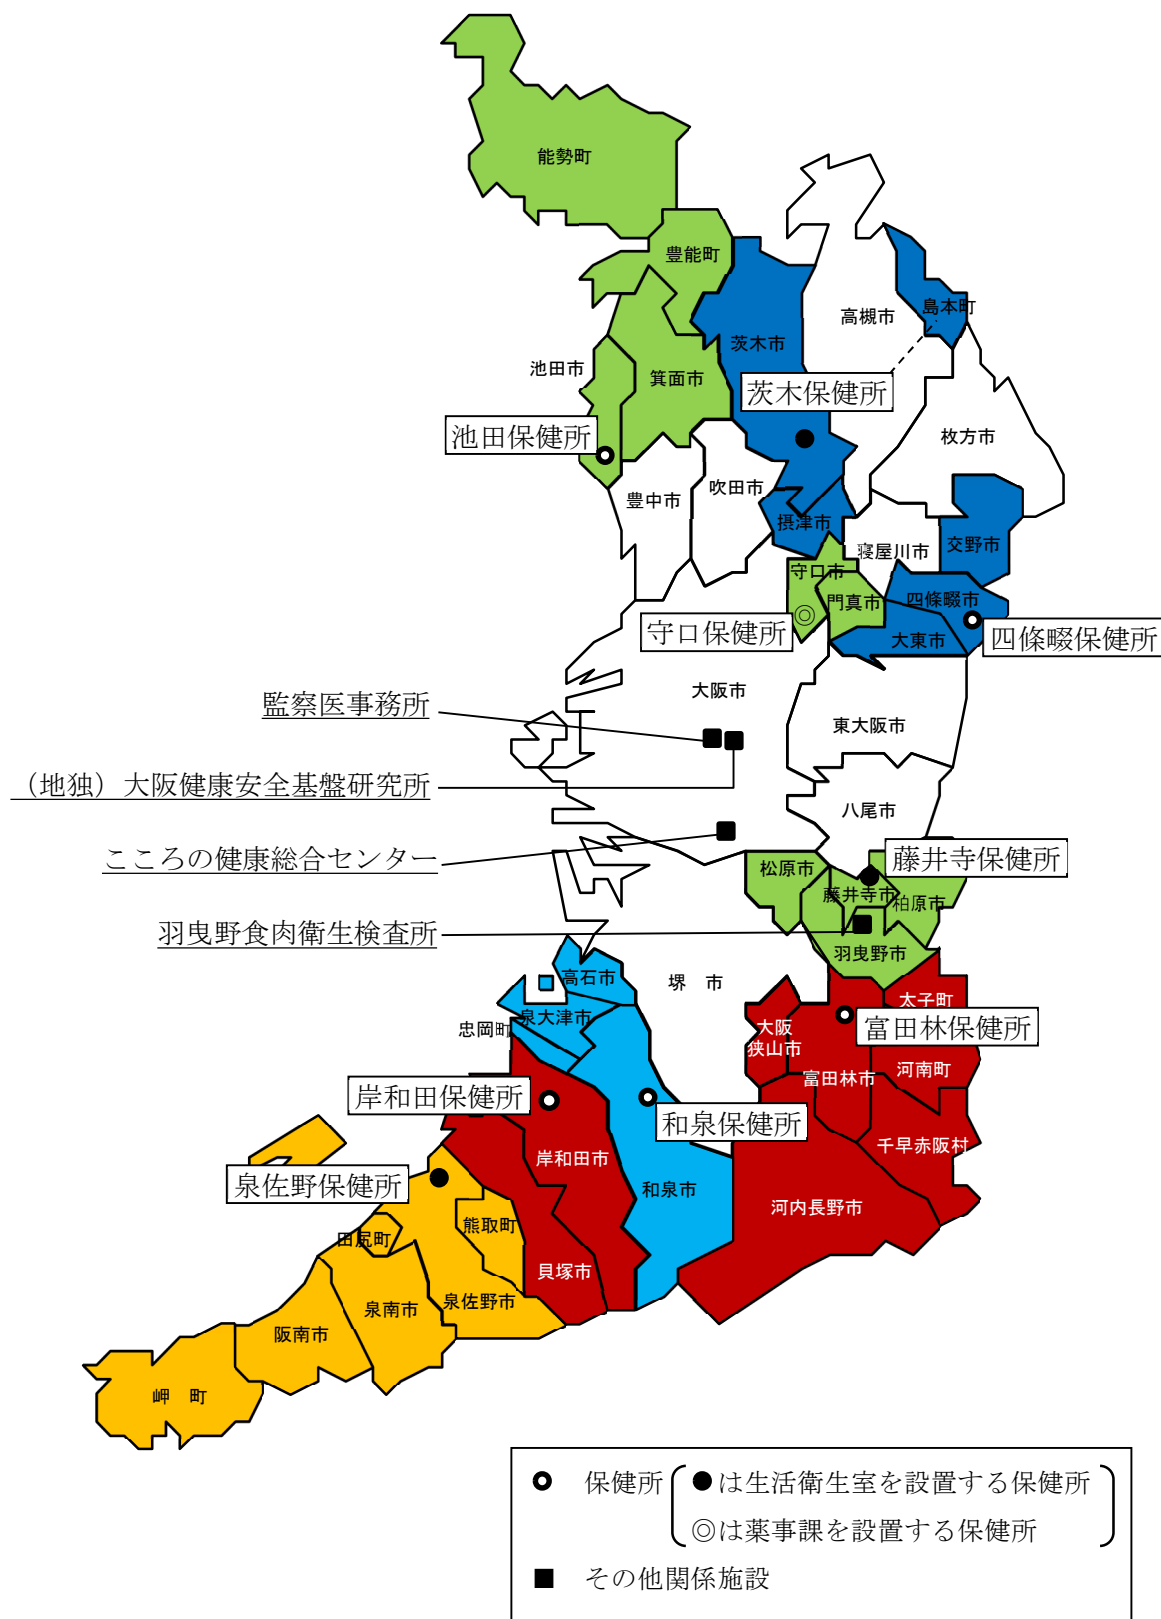 能勢町
豊能町
島本町
高槻市
茨木市
池田市
箕面市
茨木保健所
池田保健所
枚方市
吹田市
豊中市
摂津市
寝屋川市
交野市
守口市
門真市
四條畷市
守口保健所
大東市
四條畷保健所
大阪市
監察医事務所
東大阪市
(地独)大阪健康安全基盤研究所
八尾市
こころの健康総合センター
松原市
藤井寺保健所
藤井寺市
柏原市
羽曳野食肉衛生検査所
羽曳野市
高石市
堺 市
太子町
泉大津市
忠岡町
大阪
狭山市
富田林保健所
河南町
富田林市
岸和田保健所
和泉保健所
千早赤阪村
岸和田市
泉佐野保健所
和泉市
河内長野市
熊取町
田尻町
貝塚市
泉佐野市
泉南市
阪南市
岬 町
保健所
●は生活衛生室を設置する保健所
◎は薬事課を設置する保健所
■ その他関係施設